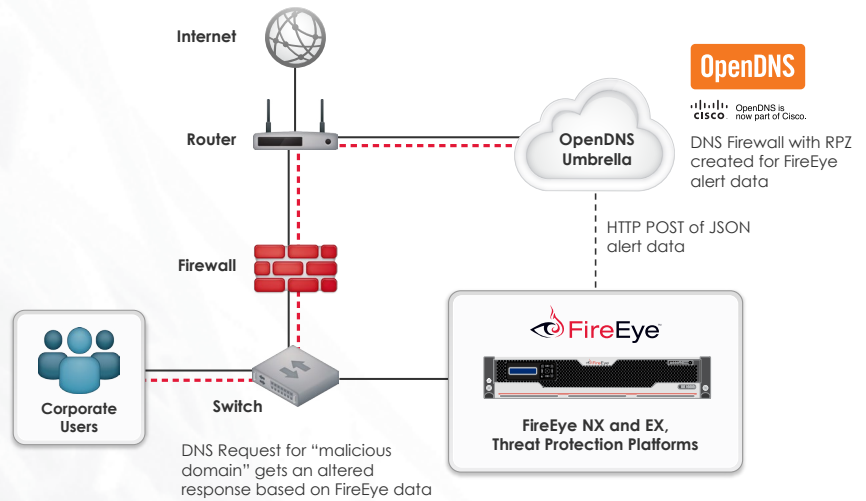 Internet
OpenDNS
CISCO
OpenDNS is
now part of Cisco.
Router
OpenDNS
Umbrella
DNS Firewall with RPZ
created for FireEye
alert data
HTTP POST of JSON
alert data
Firewall
FireEye™
Corporate
Users
Switch
FireEye NX and EX,
Threat Protection Platforms
DNS Request for “malicious
domain” gets an altered
response based on FireEye data